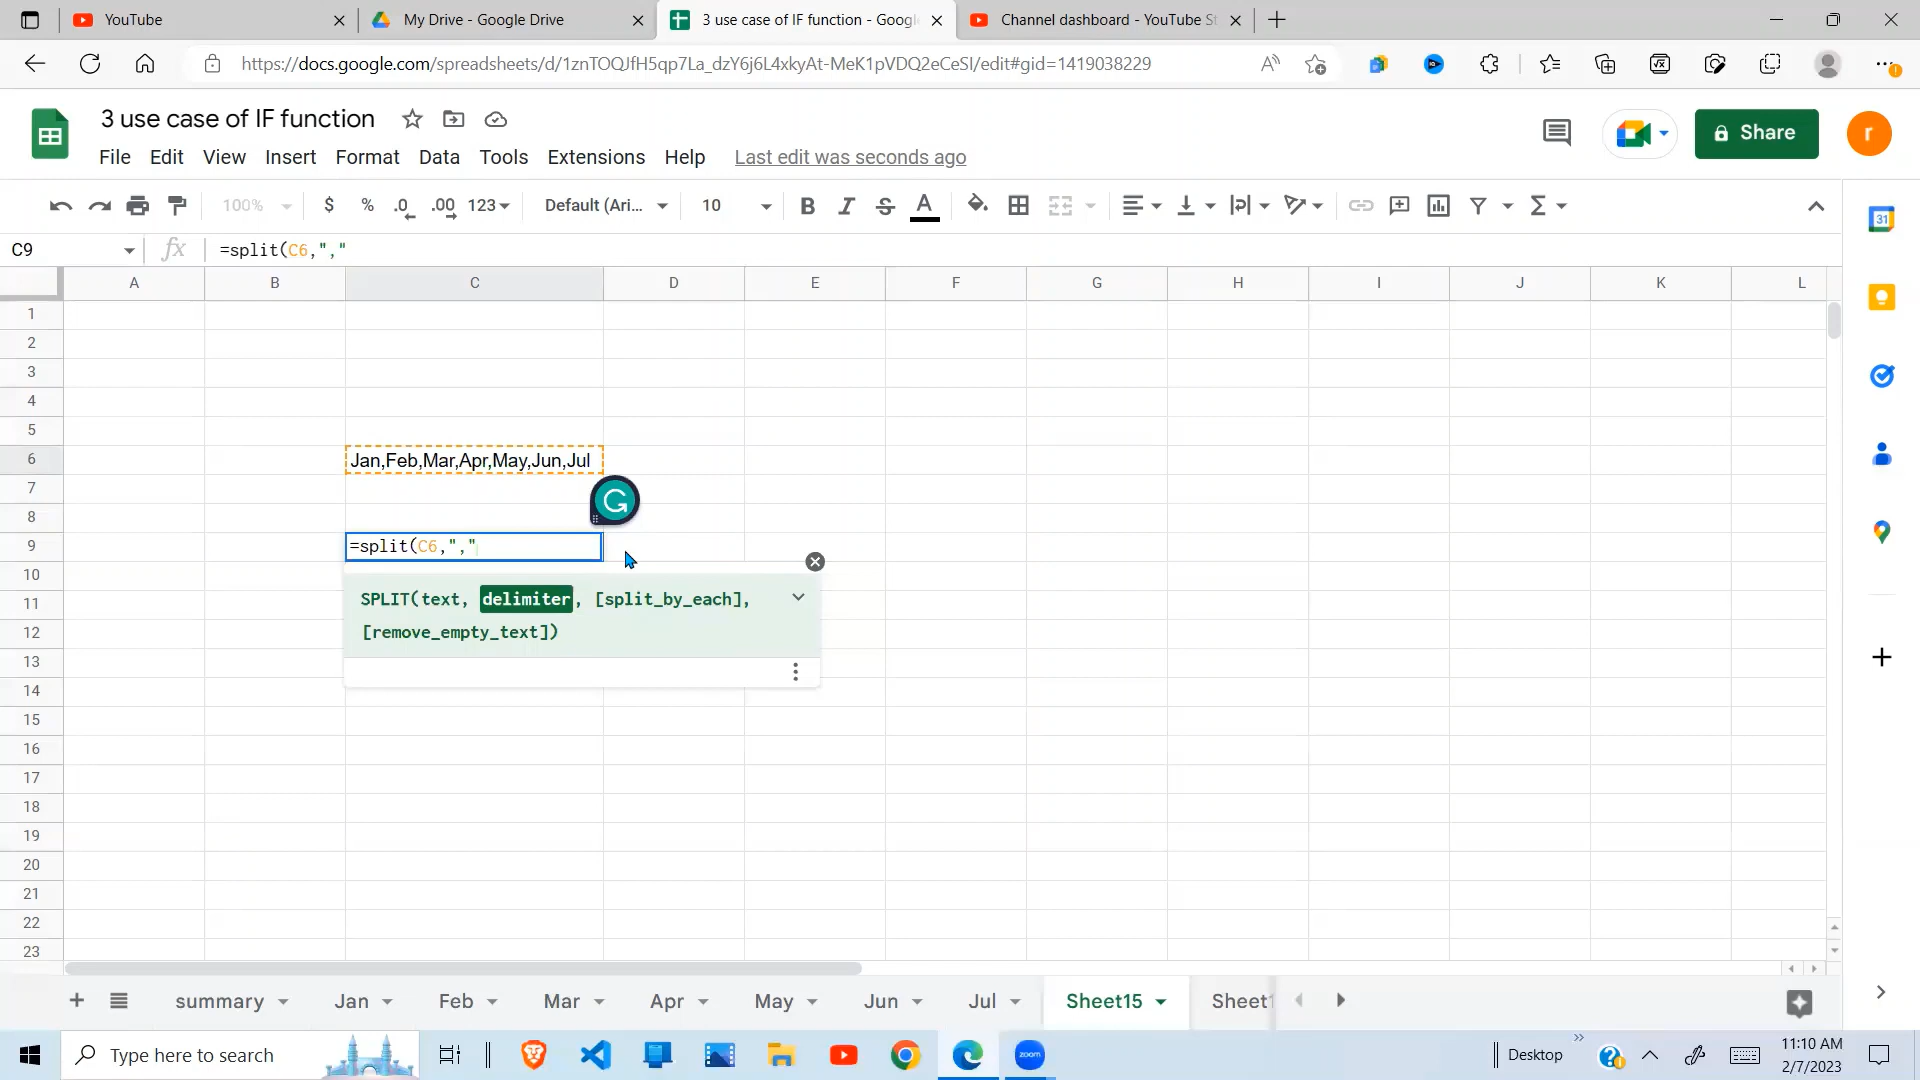 YouTube
My Drive - Google Drive
3 use case of IF function - Googl
Channel dashboard - YouTube St
https://docs.google.com/spreadsheets/d/1znTOQJfH5qp7La_dzY6j6L4xkyAt-MeK1pVDQ2eCeSI/edit#gid=1419038229
3 use case of IF function
Share
r
File Edit View Insert Format Data Tools Extensions Help Last edit was seconds ago
100% $ % .0 .00 123 Default (Ari... 10 B I S A Σ
31
C9 fx =split(C6,","
A B C D E F G H I J K L
1
2
3
4
5
6 Jan,Feb,Mar,Apr,May,Jun,Jul
7
8
9 =split(C6,","
10
SPLIT(text, delimiter, [split_by_each],
11
[remove_empty_text])
12
13
14
15
16
17
18
19
20
21
22
23
summary Jan Feb Mar Apr May Jun Jul Sheet15 Sheet1
Type here to search
zoom
Desktop
11:10 AM
2/7/2023